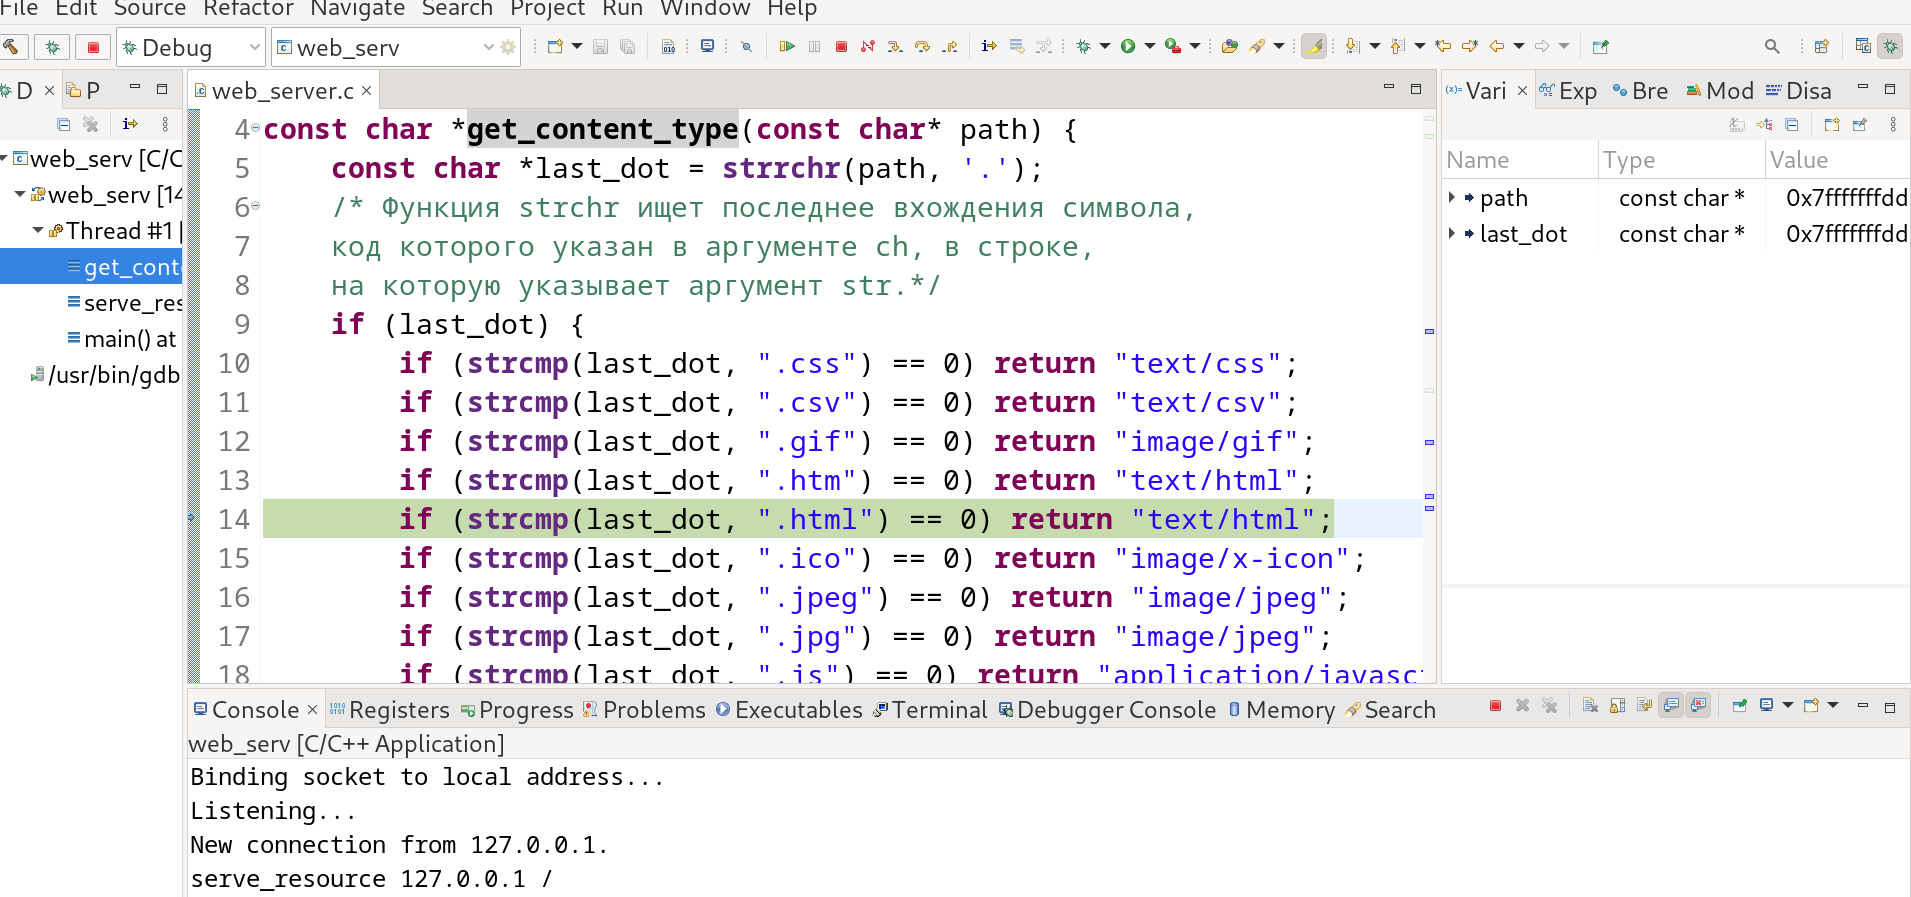 File Edit Source Refactor Navigate Search Project Run Window Help
Debug web_serv
D P
web_serv [C/C
web_serv [14
Thread #1 [
get_cont
serve_res
main() at
/usr/bin/gdb
web_server.c
4 const char *get_content_type(const char* path) {
5 const char *last_dot = strrchr(path, '.');
6 /* Функция strchr ищет последнее вхождения символа,
7 код которого указан в аргументе ch, в строке,
8 на которую указывает аргумент str.*/
9 if (last_dot) {
10 if (strcmp(last_dot, ".css") == 0) return "text/css";
11 if (strcmp(last_dot, ".csv") == 0) return "text/csv";
12 if (strcmp(last_dot, ".gif") == 0) return "image/gif";
13 if (strcmp(last_dot, ".htm") == 0) return "text/html";
14 if (strcmp(last_dot, ".html") == 0) return "text/html";
15 if (strcmp(last_dot, ".ico") == 0) return "image/x-icon";
16 if (strcmp(last_dot, ".jpeg") == 0) return "image/jpeg";
17 if (strcmp(last_dot, ".jpg") == 0) return "image/jpeg";
18 if (strcmp(last_dot, ".js") == 0) return "application/javasc
Vari Exp Bre Mod Disa
Name Type Value
path const char * 0x7fffffffdd
last_dot const char * 0x7fffffffdd
Console Registers Progress Problems Executables Terminal Debugger Console Memory Search
web_serv [C/C++ Application]
Binding socket to local address...
Listening...
New connection from 127.0.0.1.
serve_resource 127.0.0.1 /